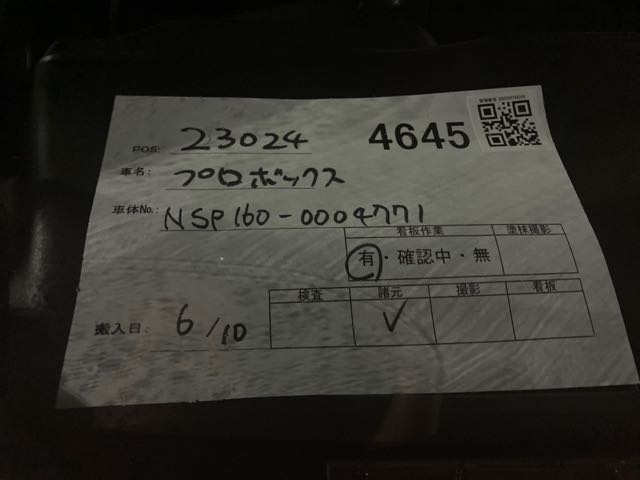 POS: 23024 4645
車名: プロボックス
車体No.: NSP160-0004771
看板作業 塗抹撮影
有・確認中・無
検査 諸元 撮影 看板
搬入日: 6/10 ✓